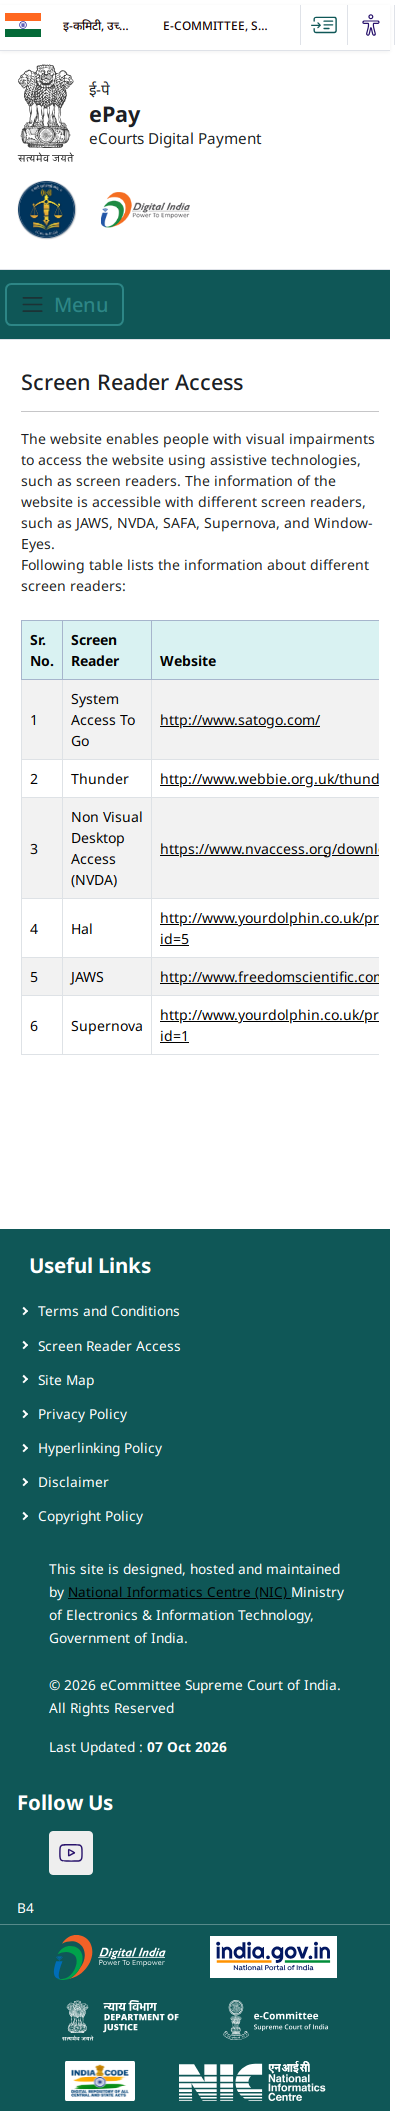 इ-कमिटी, उच्...
E-COMMITTEE, S...
ई-पे
ePay
eCourts Digital Payment
सत्यमेव जयते
Digital India
Power To Empower
Menu
Screen Reader Access
The website enables people with visual impairments
to access the website using assistive technologies,
such as screen readers. The information of the
website is accessible with different screen readers,
such as JAWS, NVDA, SAFA, Supernova, and Window-
Eyes.
Following table lists the information about different
screen readers:
Sr. No. Screen Reader Website
1 System Access To Go http://www.satogo.com/
2 Thunder http://www.webbie.org.uk/thund
3 Non Visual Desktop Access (NVDA) https://www.nvaccess.org/downl
4 Hal http://www.yourdolphin.co.uk/pr id=5
5 JAWS http://www.freedomscientific.com
6 Supernova http://www.yourdolphin.co.uk/pr id=1
Useful Links
Terms and Conditions
Screen Reader Access
Site Map
Privacy Policy
Hyperlinking Policy
Disclaimer
Copyright Policy
This site is designed, hosted and maintained
by National Informatics Centre (NIC) Ministry
of Electronics & Information Technology,
Government of India.
© 2026 eCommittee Supreme Court of India.
All Rights Reserved
Last Updated : 07 Oct 2026
Follow Us
B4
Digital India
Power To Empower
india.gov.in
National Portal of India
न्याय विभाग
DEPARTMENT OF
JUSTICE
सत्यमेव जयते
e-Committee
Supreme Court of India
INDIA CODE
DIGITAL REPOSITORY OF ALL
CENTRAL AND STATE ACTS
NIC
एनआईसी
National
Informatics
Centre